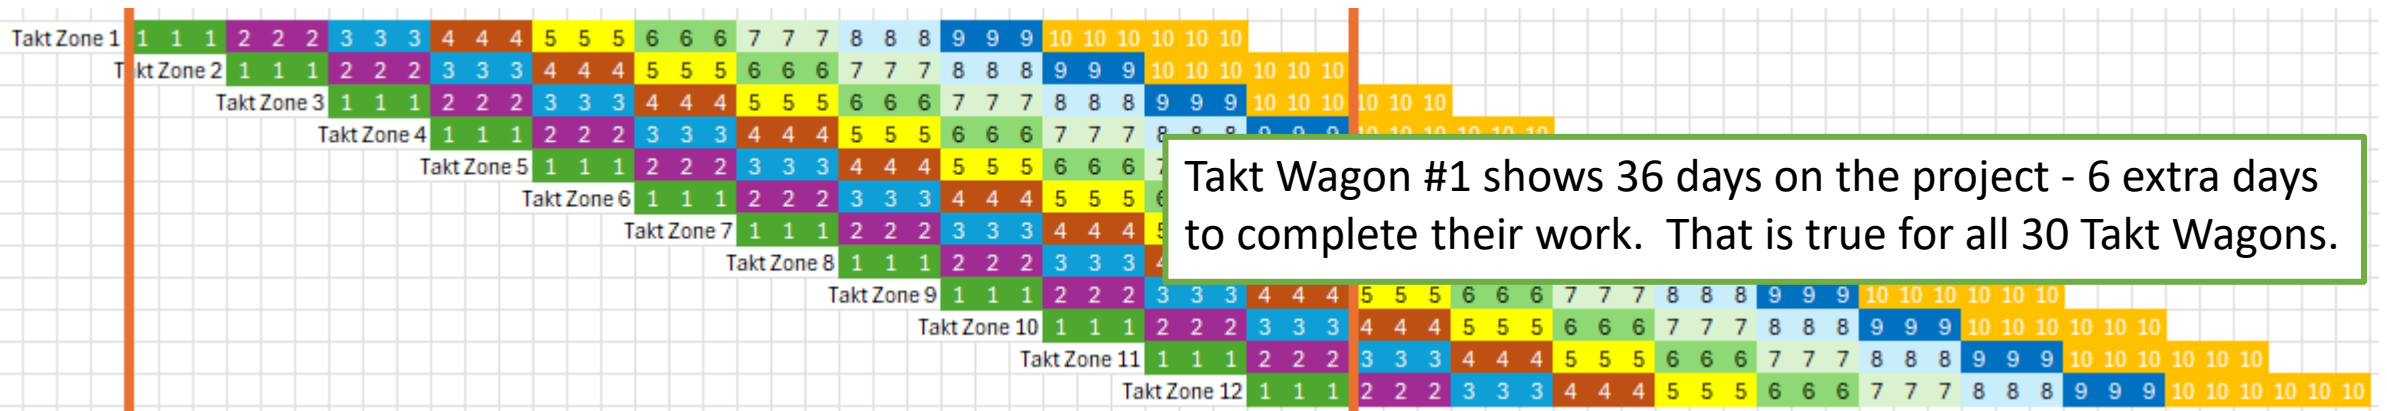 Takt Zone 1 1 1 1 2 2 2 3 3 3 4 4 4 5 5 5 6 6 6 7 7 7 8 8 8 9 9 9 10 10 10 10 10 10
Takt Zone 2 1 1 1 2 2 2 3 3 3 4 4 4 5 5 5 6 6 6 7 7 7 8 8 8 9 9 9 10 10 10 10 10 10
Takt Zone 3 1 1 1 2 2 2 3 3 3 4 4 4 5 5 5 6 6 6 7 7 7 8 8 8 9 9 9 10 10 10 10 10 10
Takt Zone 4 1 1 1 2 2 2 3 3 3 4 4 4 5 5 5 6 6 6 7 7 7 8 8 8 9 9 9 10 10 10 10 10 10
Takt Zone 5 1 1 1 2 2 2 3 3 3 4 4 4 5 5 5 6 6 6 7
Takt Zone 6 1 1 1 2 2 2 3 3 3 4 4 4 5 5 5 6
Takt Zone 7 1 1 1 2 2 2 3 3 3 4 4 4 5
Takt Zone 8 1 1 1 2 2 2 3 3 3 4
Takt Wagon #1 shows 36 days on the project - 6 extra days
to complete their work. That is true for all 30 Takt Wagons.
Takt Zone 9 1 1 1 2 2 2 3 3 3 4 4 4 5 5 5 6 6 6 7 7 7 8 8 8 9 9 9 10 10 10 10 10 10
Takt Zone 10 1 1 1 2 2 2 3 3 3 4 4 4 5 5 5 6 6 6 7 7 7 8 8 8 9 9 9 10 10 10 10 10 10
Takt Zone 11 1 1 1 2 2 2 3 3 3 4 4 4 5 5 5 6 6 6 7 7 7 8 8 8 9 9 9 10 10 10 10 10 10
Takt Zone 12 1 1 1 2 2 2 3 3 3 4 4 4 5 5 5 6 6 6 7 7 7 8 8 8 9 9 9 10 10 10 10 10 10